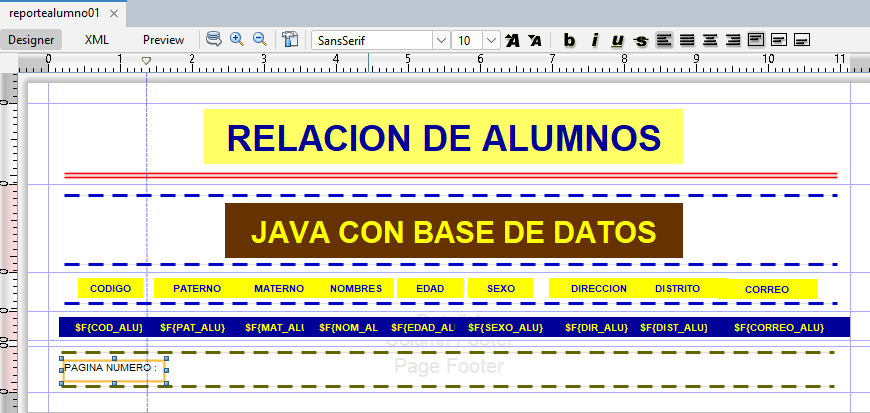 reportealumno01
Designer XML Preview SansSerif 10 A A b i u S
0 1 2 3 4 5 6 7 8 9 10 11
RELACION DE ALUMNOS
JAVA CON BASE DE DATOS
CODIGO PATERNO MATERNO NOMBRES EDAD SEXO DIRECCION DISTRITO CORREO
$F{COD_ALU} $F{PAT_ALU} $F{MAT_ALU $F{NOM_AL $F{EDAD_AL $F{SEXO_ALU} $F{DIR_ALU} $F{DIST_ALU} $F{CORREO_ALU}
Column Footer
Page Footer
PAGINA NUMERO :